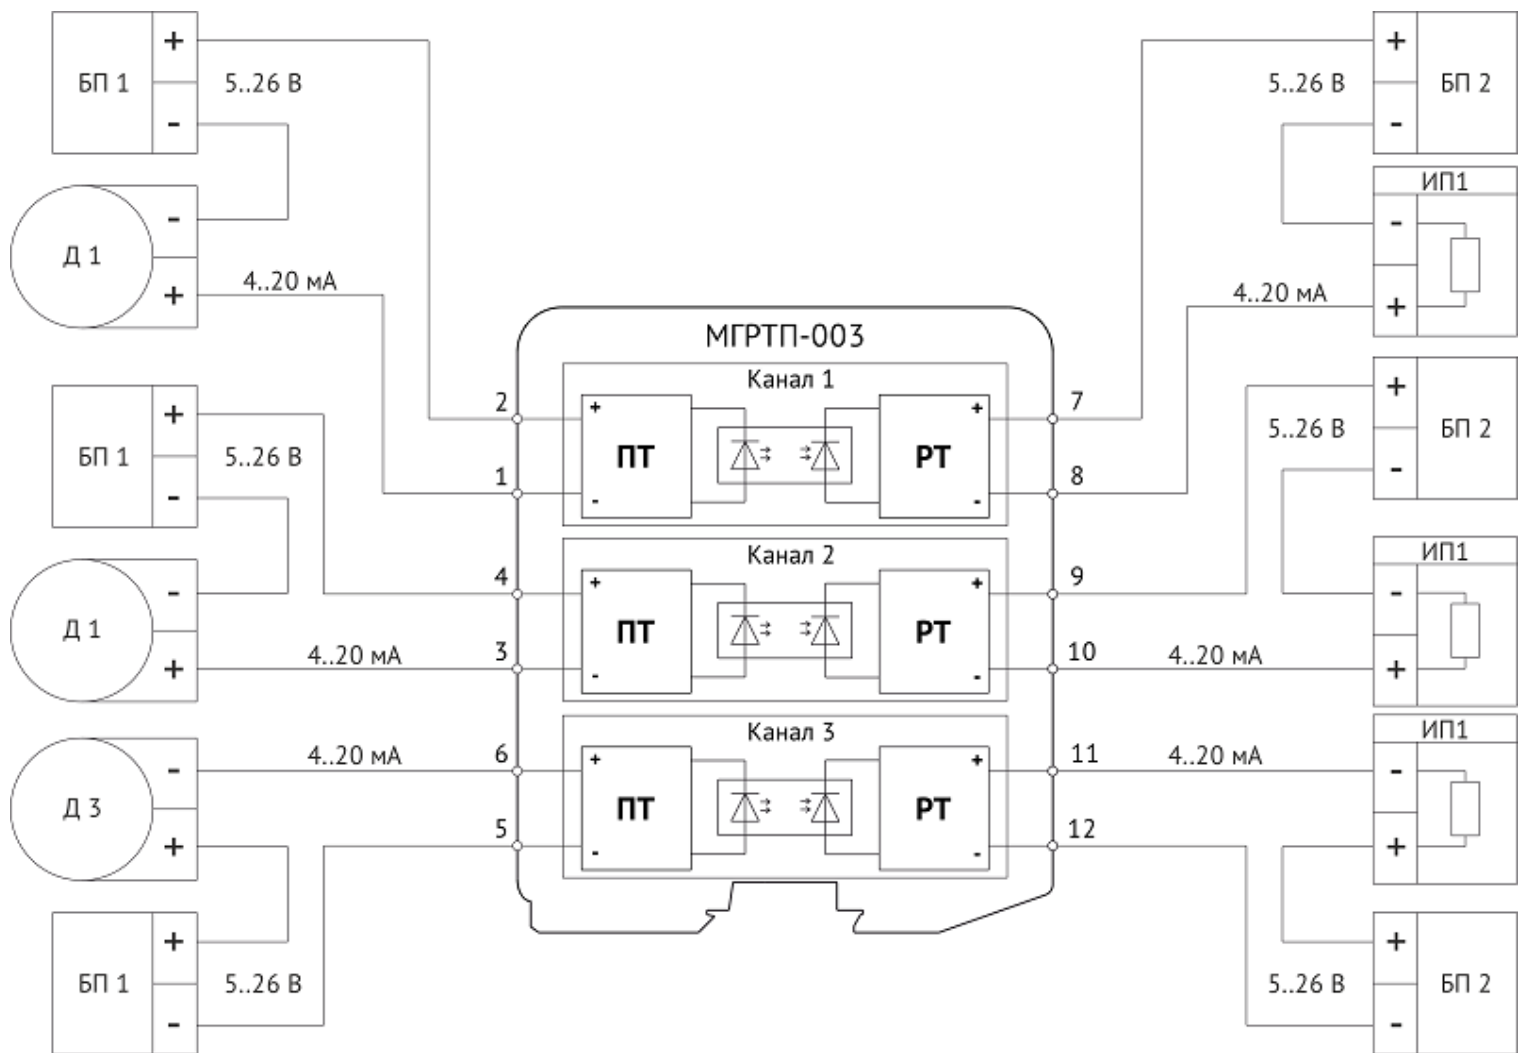 БП 1
+
5..26 В
-
Д 1
-
+
4..20 мА
БП 1
+
5..26 В
-
Д 1
-
+
4..20 мА
Д 3
-
4..20 мА
+
БП 1
+
5..26 В
-
МГРТП-003
Канал 1
2
+
ПТ
1
-
+
7
РТ
-
8
Канал 2
4
+
ПТ
3
-
+
9
РТ
-
10
Канал 3
6
+
ПТ
5
-
+
11
РТ
-
12
+
5..26 В
БП 2
-
ИП1
-
4..20 мА
+
+
5..26 В
БП 2
-
ИП1
-
4..20 мА
+
ИП1
4..20 мА
-
+
+
5..26 В
БП 2
-